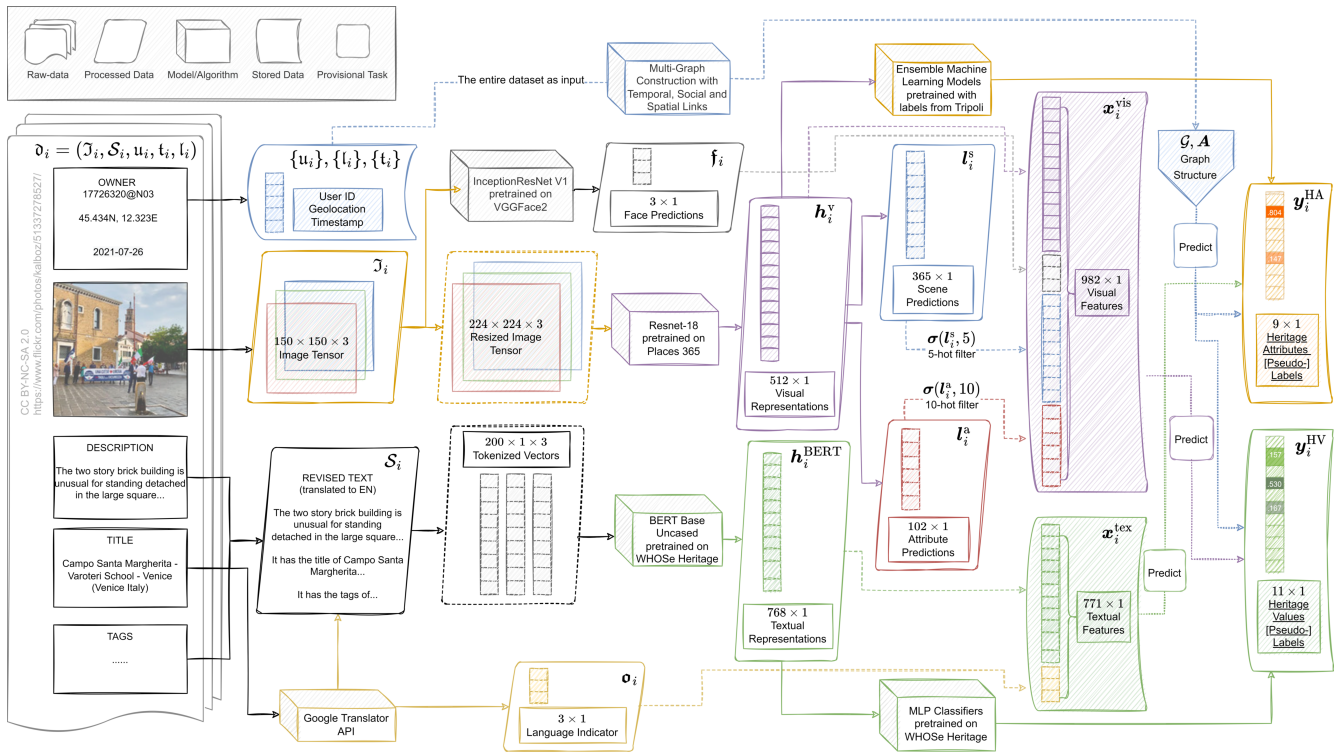 Raw-data
Processed Data
Model/Algorithm
Stored Data
Provisional Task
The entire dataset as input
Multi-Graph
Construction with
Temporal, Social and
Spatial Links
Ensemble Machine
Learning Models
pretrained with
labels from Tripoli
𝔡ᵢ = (ℑᵢ, 𝒮ᵢ, 𝔲ᵢ, 𝔱ᵢ, 𝔩ᵢ)
CC BY-NC-SA 2.0
https://www.flickr.com/photos/kalboz/51337278527/
OWNER
17726320@N03
45.434N, 12.323E
2021-07-26
DESCRIPTION
The two story brick building is
unusual for standing detached
in the large square...
TITLE
Campo Santa Margherita -
Varoteri School - Venice
(Venice Italy)
TAGS
......
{𝔲ᵢ}, {𝔩ᵢ}, {𝔱ᵢ}
User ID
Geolocation
Timestamp
InceptionResNet V1
pretrained on
VGGFace2
𝔣ᵢ
3 × 1
Face Predictions
ℑᵢ
150 × 150 × 3
Image Tensor
224 × 224 × 3
Resized Image
Tensor
Resnet-18
pretrained on
Places 365
𝒮ᵢ
REVISED TEXT
(translated to EN)
The two story brick building is
unusual for standing
detached in the large square...
It has the title of Campo Santa
Margherita...
It has the tags of...
200 × 1 × 3
Tokenized Vectors
BERT Base
Uncased
pretrained on
WHOSe Heritage
Google Translator
API
𝔬ᵢ
3 × 1
Language Indicator
hᵢᵛ
512 × 1
Visual
Representations
hᵢᴮᴱᴿᵀ
768 × 1
Textual
Representations
lᵢˢ
365 × 1
Scene
Predictions
σ(lᵢˢ, 5)
5-hot filter
σ(lᵢᵃ, 10)
10-hot filter
lᵢᵃ
102 × 1
Attribute
Predictions
MLP Classifiers
pretrained on
WHOSe Heritage
xᵢᵛⁱˢ
982 × 1
Visual
Features
xᵢᵗᵉˣ
771 × 1
Textual
Features
𝒢, A
Graph
Structure
Predict
Predict
Predict
yᵢᴴᴬ
.804
.147
9 × 1
Heritage
Attributes
[Pseudo-]
Labels
yᵢᴴⱽ
.157
.530
.167
11 × 1
Heritage
Values
[Pseudo-]
Labels